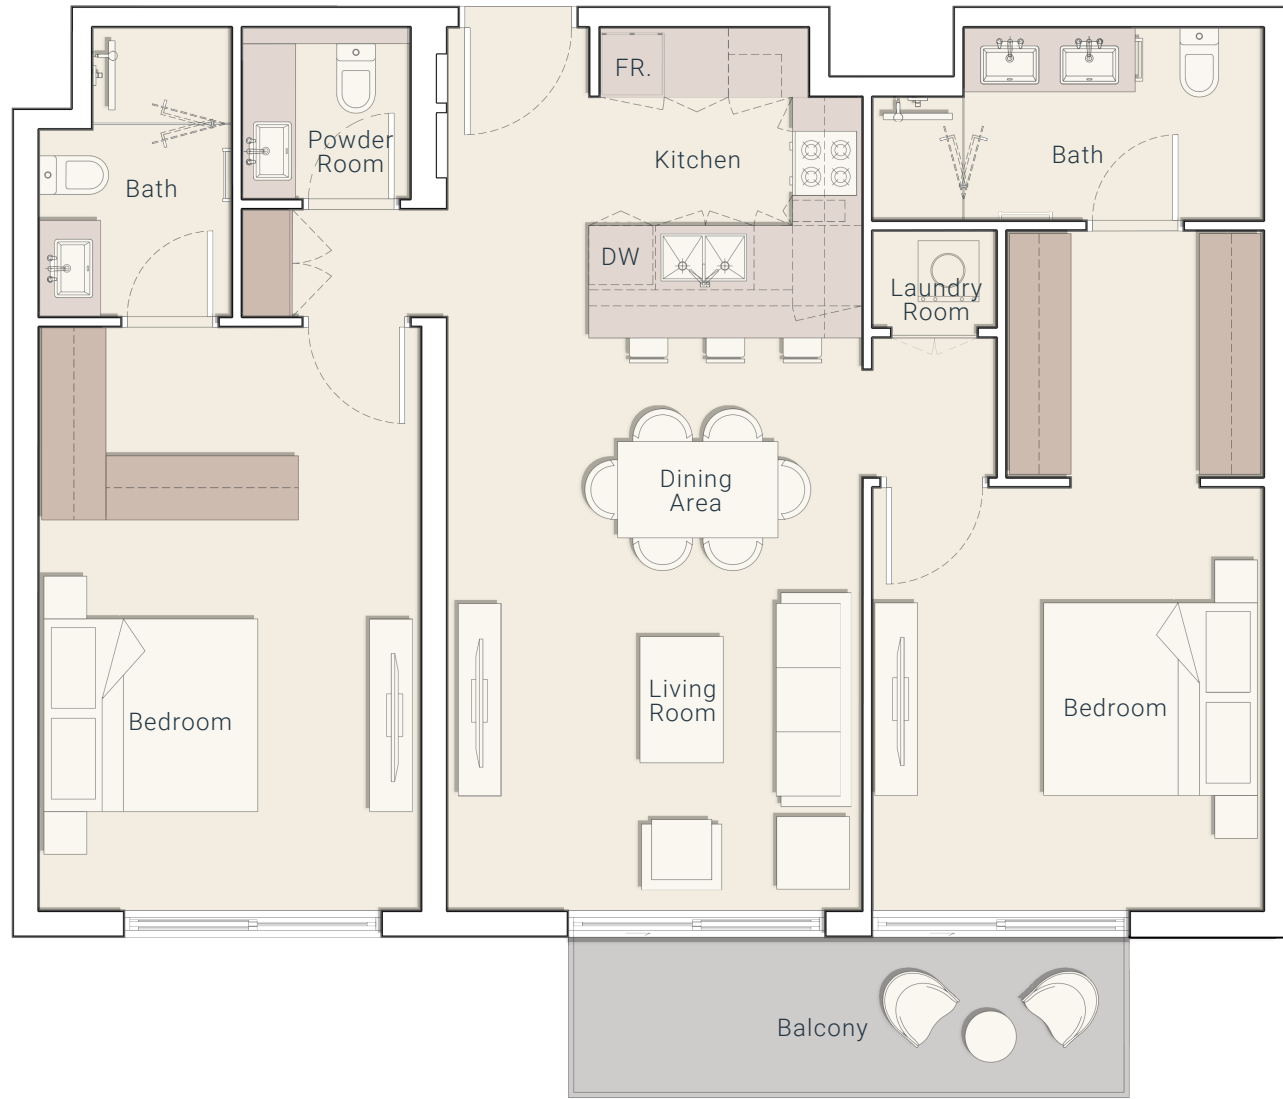 FR.
Powder
Room
Kitchen
Bath
Bath
DW
Laundry
Room
Dining
Area
Living
Room
Bedroom
Bedroom
Balcony